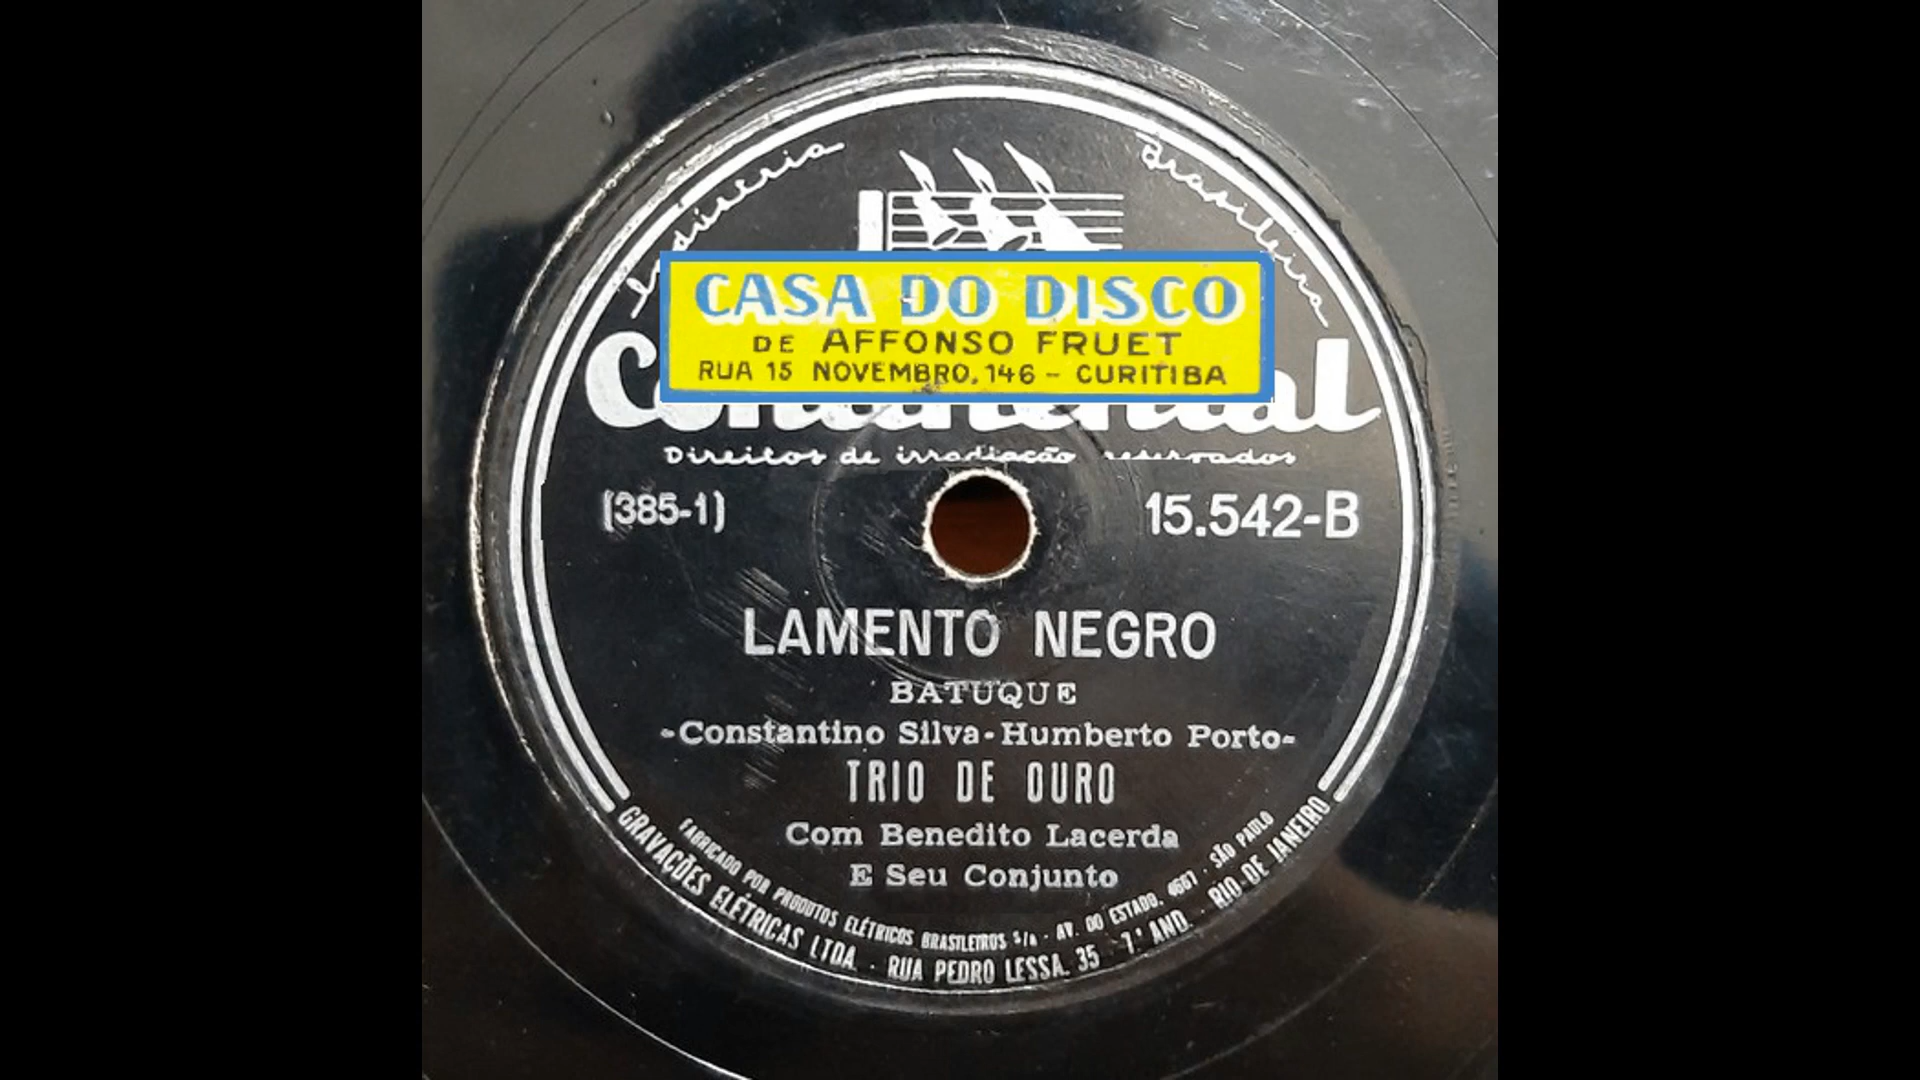 Indústria Brasileira
CASA DO DISCO
DE AFFONSO FRUET
RUA 15 NOVEMBRO, 146 - CURITIBA
Continental
Direitos de irradiação reservados
(385-1)
15.542-B
LAMENTO NEGRO
BATUQUE
-Constantino Silva-Humberto Porto-
TRIO DE OURO
Com Benedito Lacerda
E Seu Conjunto
FABRICADO POR PRODUTOS ELÉTRICOS BRASILEIROS S/A · AV. DO ESTADO, 4667 · SÃO PAULO
GRAVAÇÕES ELÉTRICAS LTDA. · RUA PEDRO LESSA, 35 - 7.º AND. · RIO DE JANEIRO